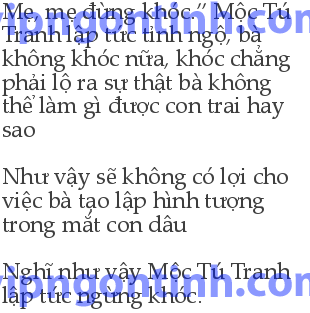 Mẹ, mẹ đừng khóc.” Mộc Tú
Tranh lập tức tỉnh ngộ, bà
không khóc nữa, khóc chẳng
phải lộ ra sự thật bà không
thể làm gì được con trai hay
sao
Như vậy sẽ không có lợi cho
việc bà tạo lập hình tượng
trong mắt con dâu
Nghĩ như vậy Mộc Tú Tranh
lập tức ngừng khóc.